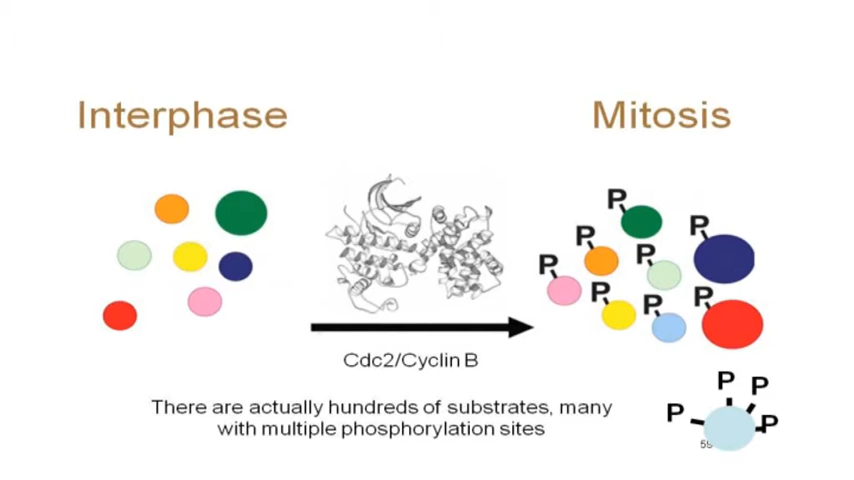 Interphase
Mitosis
P
P
P
P
P
P
P
P
Cdc2/Cyclin B
There are actually hundreds of substrates, many
with multiple phosphorylation sites
P
P
P
P